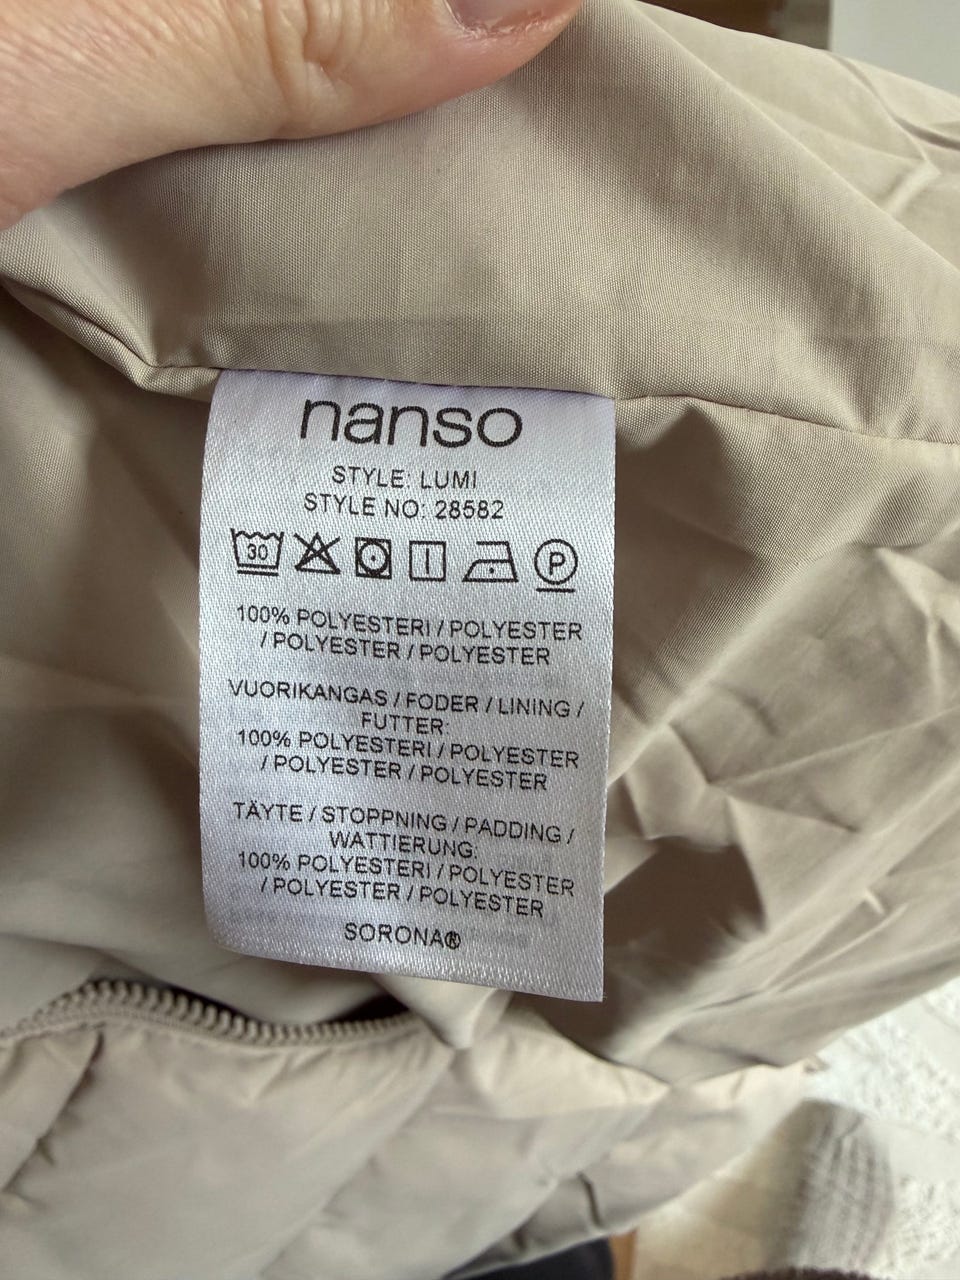 nanso
STYLE: LUMI
STYLE NO: 28582
30
P
100% POLYESTERI / POLYESTER
/ POLYESTER / POLYESTER
VUORIKANGAS / FODER / LINING /
FUTTER:
100% POLYESTERI / POLYESTER
/ POLYESTER / POLYESTER
TÄYTE / STOPPNING / PADDING /
WATTIERUNG:
100% POLYESTERI / POLYESTER
/ POLYESTER / POLYESTER
SORONA®